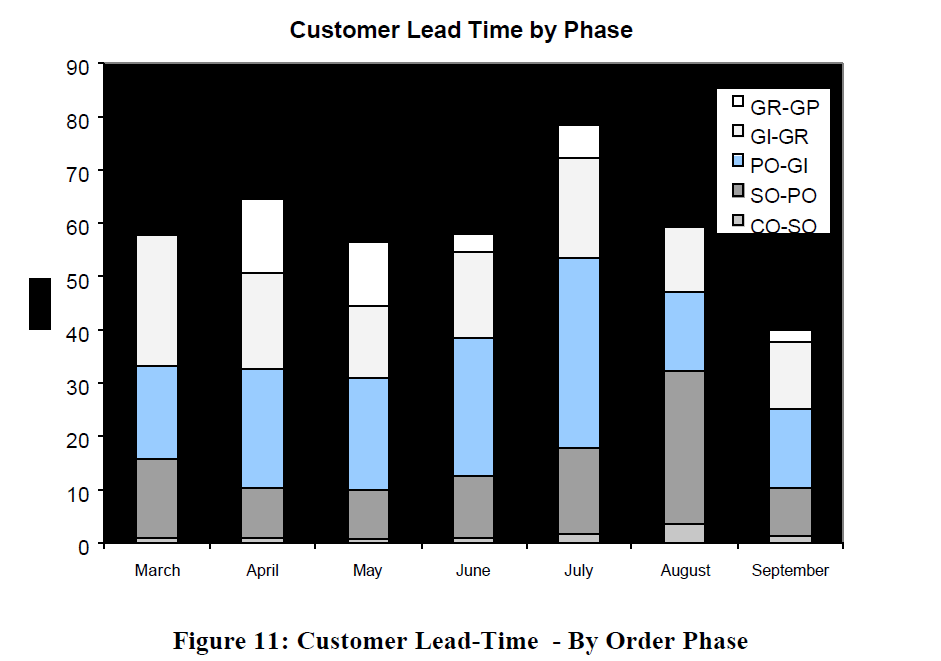 Customer Lead Time by Phase
90
80
70
60
50
40
30
20
10
0
GR-GP
GI-GR
PO-GI
SO-PO
CO-SO
March April May June July August September
Figure 11: Customer Lead-Time - By Order Phase